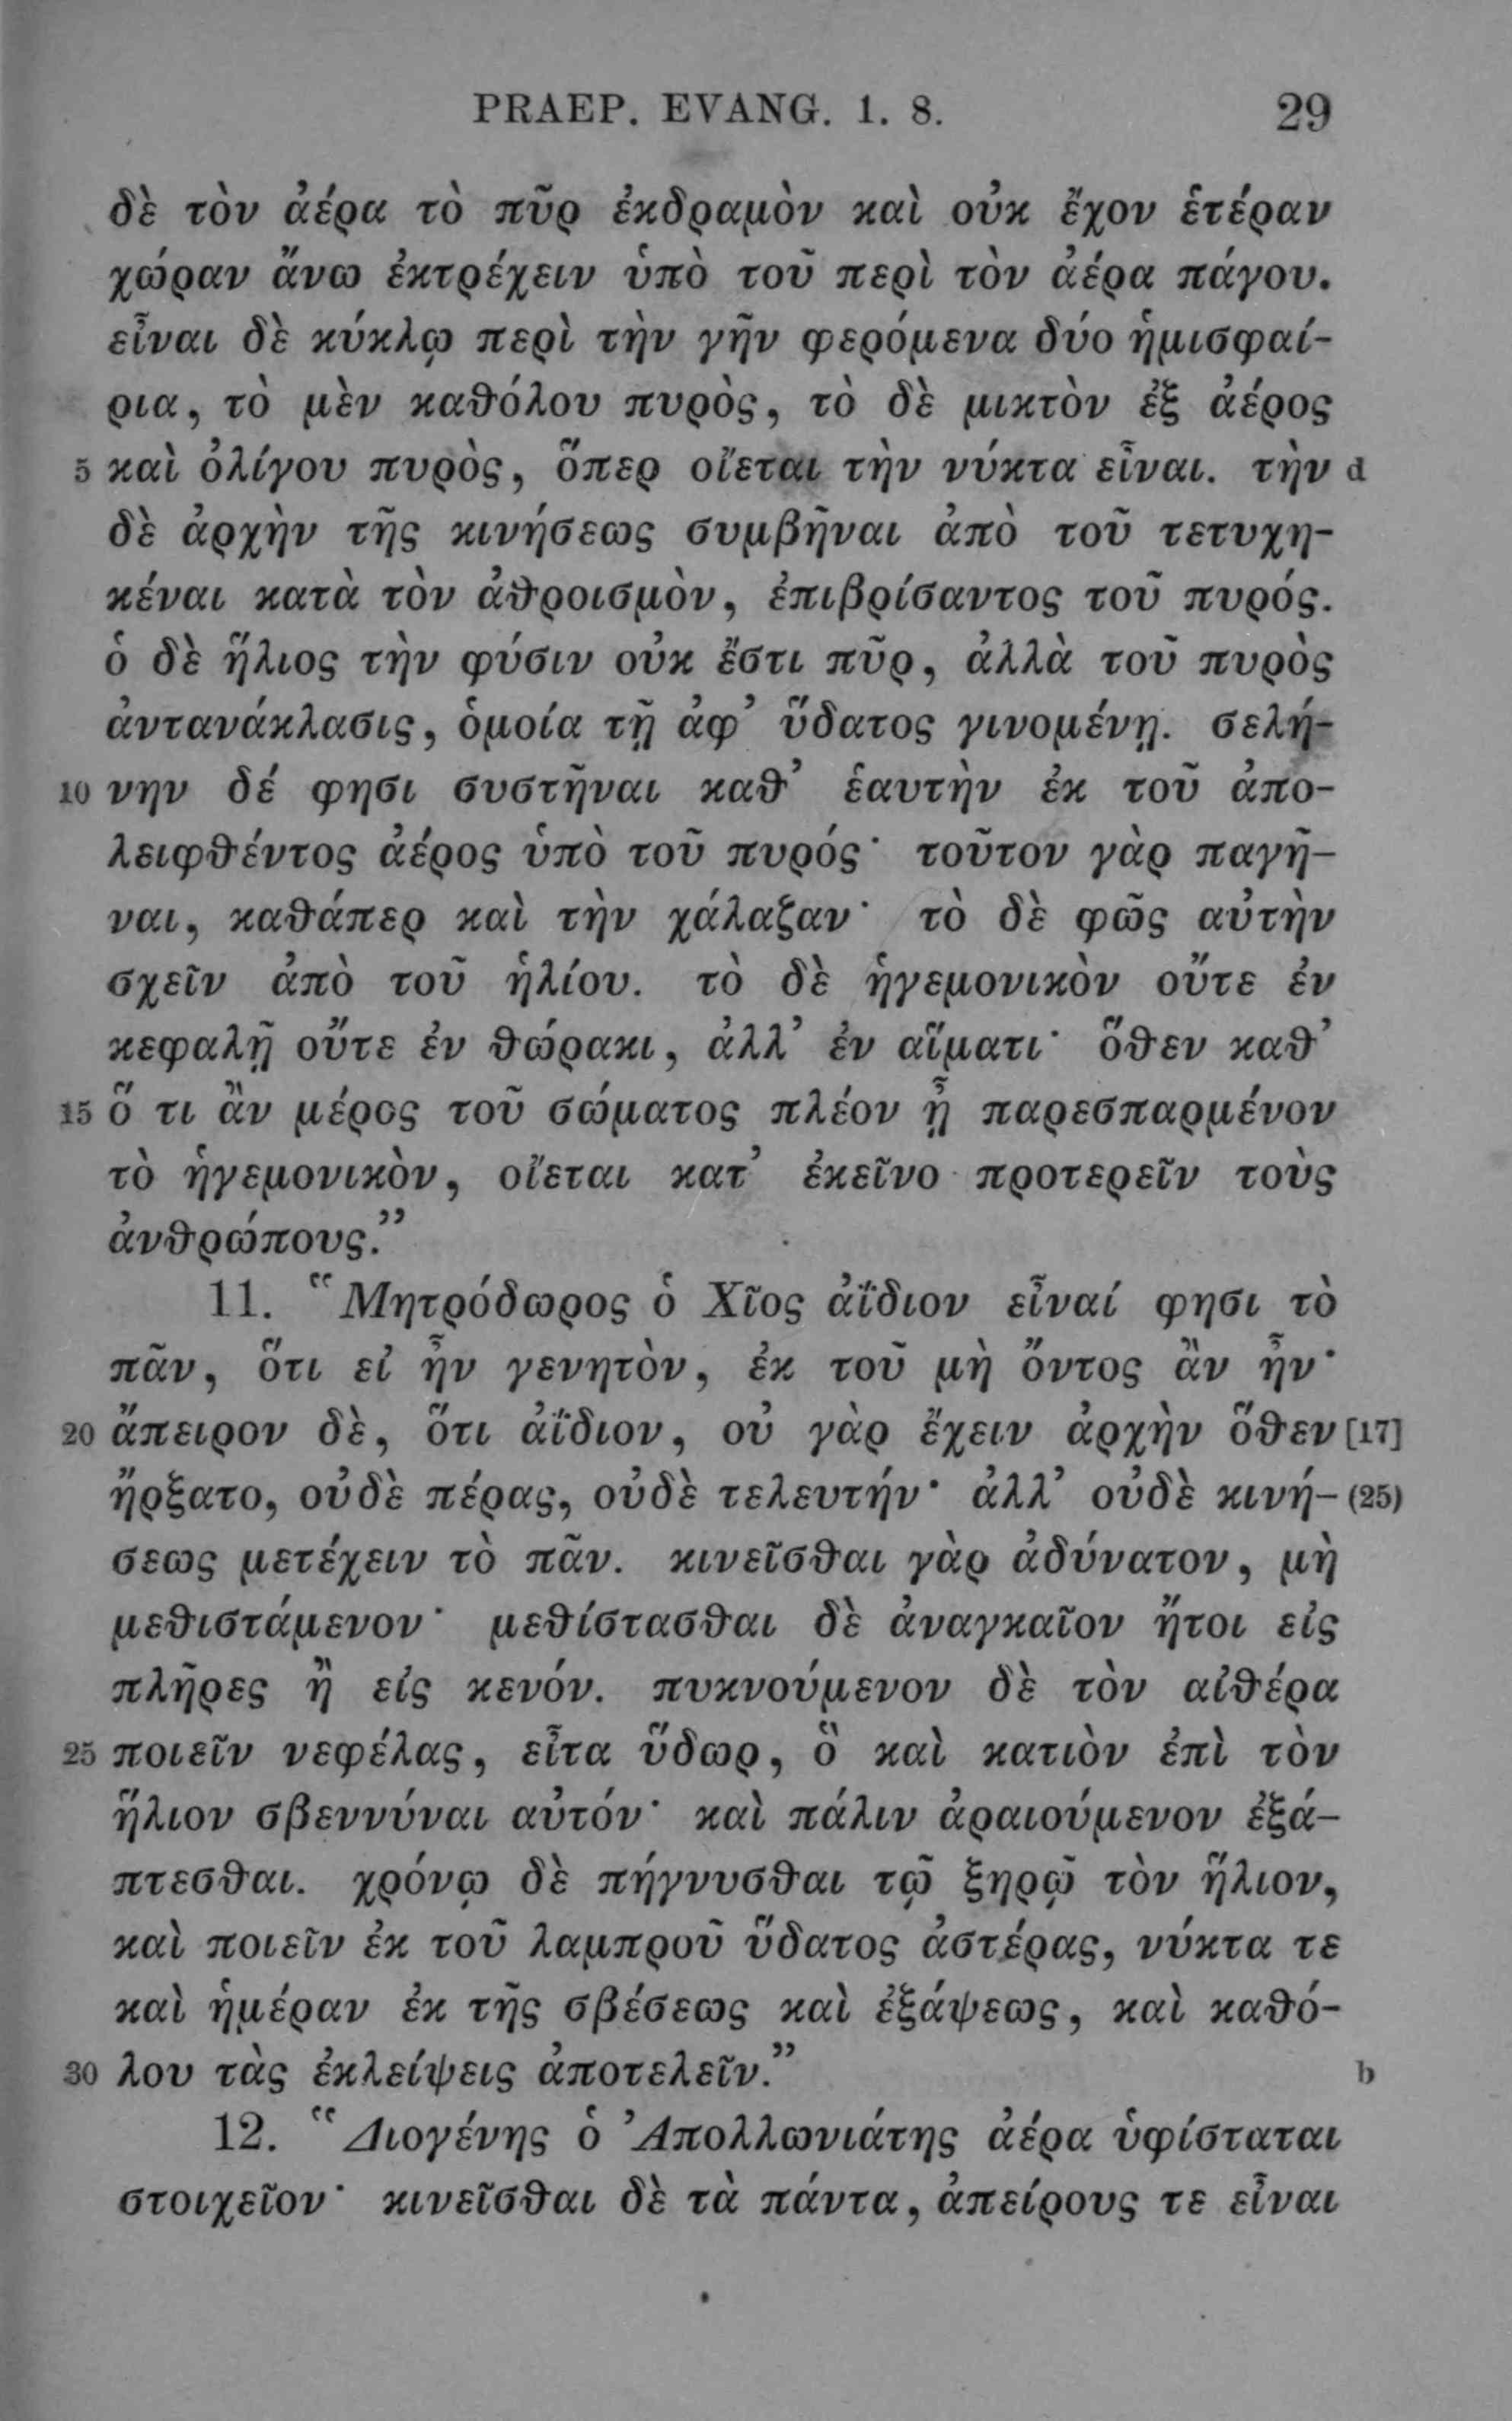 PRAEP. EVANG. 1. 8. 29
δὲ τὸν ἀέρα τὸ πῦρ ἐκδραμὸν καὶ οὐκ ἔχον ἑτέραν
χώραν ἄνω ἐκτρέχειν ὑπὸ τοῦ περὶ τὸν ἀέρα πάγου.
εἶναι δὲ κύκλῳ περὶ τὴν γῆν φερόμενα δύο ἡμισφαί-
ρια, τὸ μὲν καθόλου πυρὸς, τὸ δὲ μικτὸν ἐξ ἀέρος
5 καὶ ὀλίγου πυρὸς, ὅπερ οἴεται τὴν νύκτα εἶναι. τὴν d
δὲ ἀρχὴν τῆς κινήσεως συμβῆναι ἀπὸ τοῦ τετυχη-
κέναι κατὰ τὸν ἀθροισμὸν, ἐπιβρίσαντος τοῦ πυρός.
ὁ δὲ ἥλιος τὴν φύσιν οὐκ ἔστι πῦρ, ἀλλὰ τοῦ πυρὸς
ἀντανάκλασις, ὁμοία τῇ ἀφ’ ὕδατος γινομένῃ. σελή-
10 νην δέ φησι συστῆναι καθ’ ἑαυτὴν ἐκ τοῦ ἀπο-
λειφθέντος ἀέρος ὑπὸ τοῦ πυρός· τοῦτον γὰρ παγῆ-
ναι, καθάπερ καὶ τὴν χάλαζαν· τὸ δὲ φῶς αὐτὴν
σχεῖν ἀπὸ τοῦ ἡλίου. τὸ δὲ ἡγεμονικὸν οὔτε ἐν
κεφαλῇ οὔτε ἐν θώρακι, ἀλλ’ ἐν αἵματι· ὅθεν καθ’
15 ὅ τι ἂν μέρος τοῦ σώματος πλέον ᾖ παρεσπαρμένον
τὸ ἡγεμονικὸν, οἴεται κατ’ ἐκεῖνο προτερεῖν τοὺς
ἀνθρώπους.”
11. “Μητρόδωρος ὁ Χῖος ἀΐδιον εἶναί φησι τὸ
πᾶν, ὅτι εἰ ἦν γενητὸν, ἐκ τοῦ μὴ ὄντος ἂν ἦν·
20 ἄπειρον δὲ, ὅτι ἀΐδιον, οὐ γὰρ ἔχειν ἀρχὴν ὅθεν [17]
ἤρξατο, οὐδὲ πέρας, οὐδὲ τελευτήν· ἀλλ’ οὐδὲ κινή- (25)
σεως μετέχειν τὸ πᾶν. κινεῖσθαι γὰρ ἀδύνατον, μὴ
μεθιστάμενον· μεθίστασθαι δὲ ἀναγκαῖον ἤτοι εἰς
πλῆρες ἢ εἰς κενόν. πυκνούμενον δὲ τὸν αἰθέρα
25 ποιεῖν νεφέλας, εἶτα ὕδωρ, ὃ καὶ κατιὸν ἐπὶ τὸν
ἥλιον σβεννύναι αὐτόν· καὶ πάλιν ἀραιούμενον ἐξά-
πτεσθαι. χρόνῳ δὲ πήγνυσθαι τῷ ξηρῷ τὸν ἥλιον,
καὶ ποιεῖν ἐκ τοῦ λαμπροῦ ὕδατος ἀστέρας, νύκτα τε
καὶ ἡμέραν ἐκ τῆς σβέσεως καὶ ἐξάψεως, καὶ καθό-
30 λου τὰς ἐκλείψεις ἀποτελεῖν.” b
12. “Διογένης ὁ Ἀπολλωνιάτης ἀέρα ὑφίσταται
στοιχεῖον· κινεῖσθαι δὲ τὰ πάντα, ἀπείρους τε εἶναι